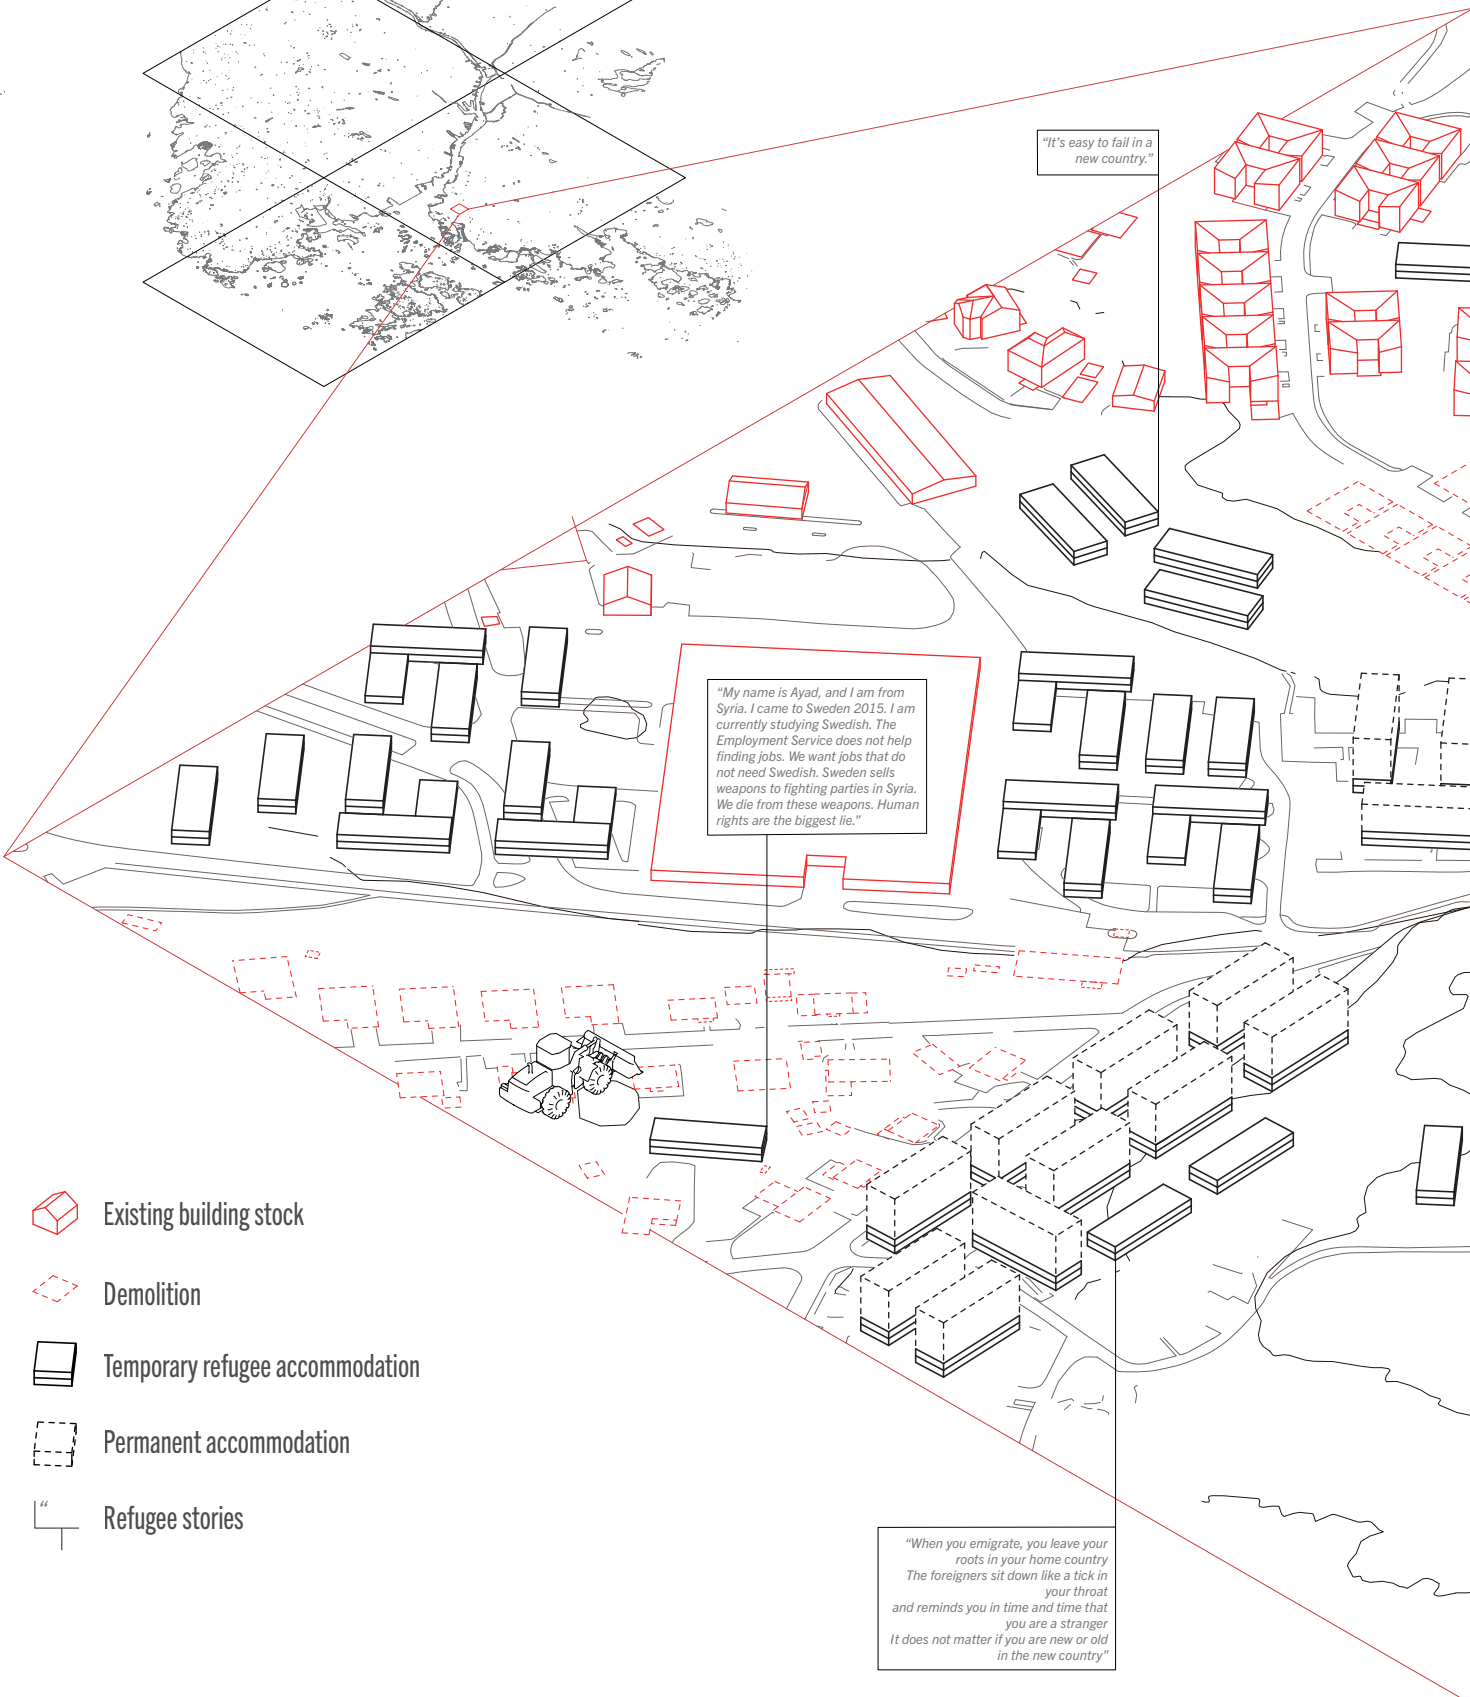 “It's easy to fail in a
new country.”
“My name is Ayad, and I am from
Syria. I came to Sweden 2015. I am
currently studying Swedish. The
Employment Service does not help
finding jobs. We want jobs that do
not need Swedish. Sweden sells
weapons to fighting parties in Syria.
We die from these weapons. Human
rights are the biggest lie.”
Existing building stock
Demolition
Temporary refugee accommodation
Permanent accommodation
“
Refugee stories
“When you emigrate, you leave your
roots in your home country
The foreigners sit down like a tick in
your throat
and reminds you in time and time that
you are a stranger
It does not matter if you are new or old
in the new country”